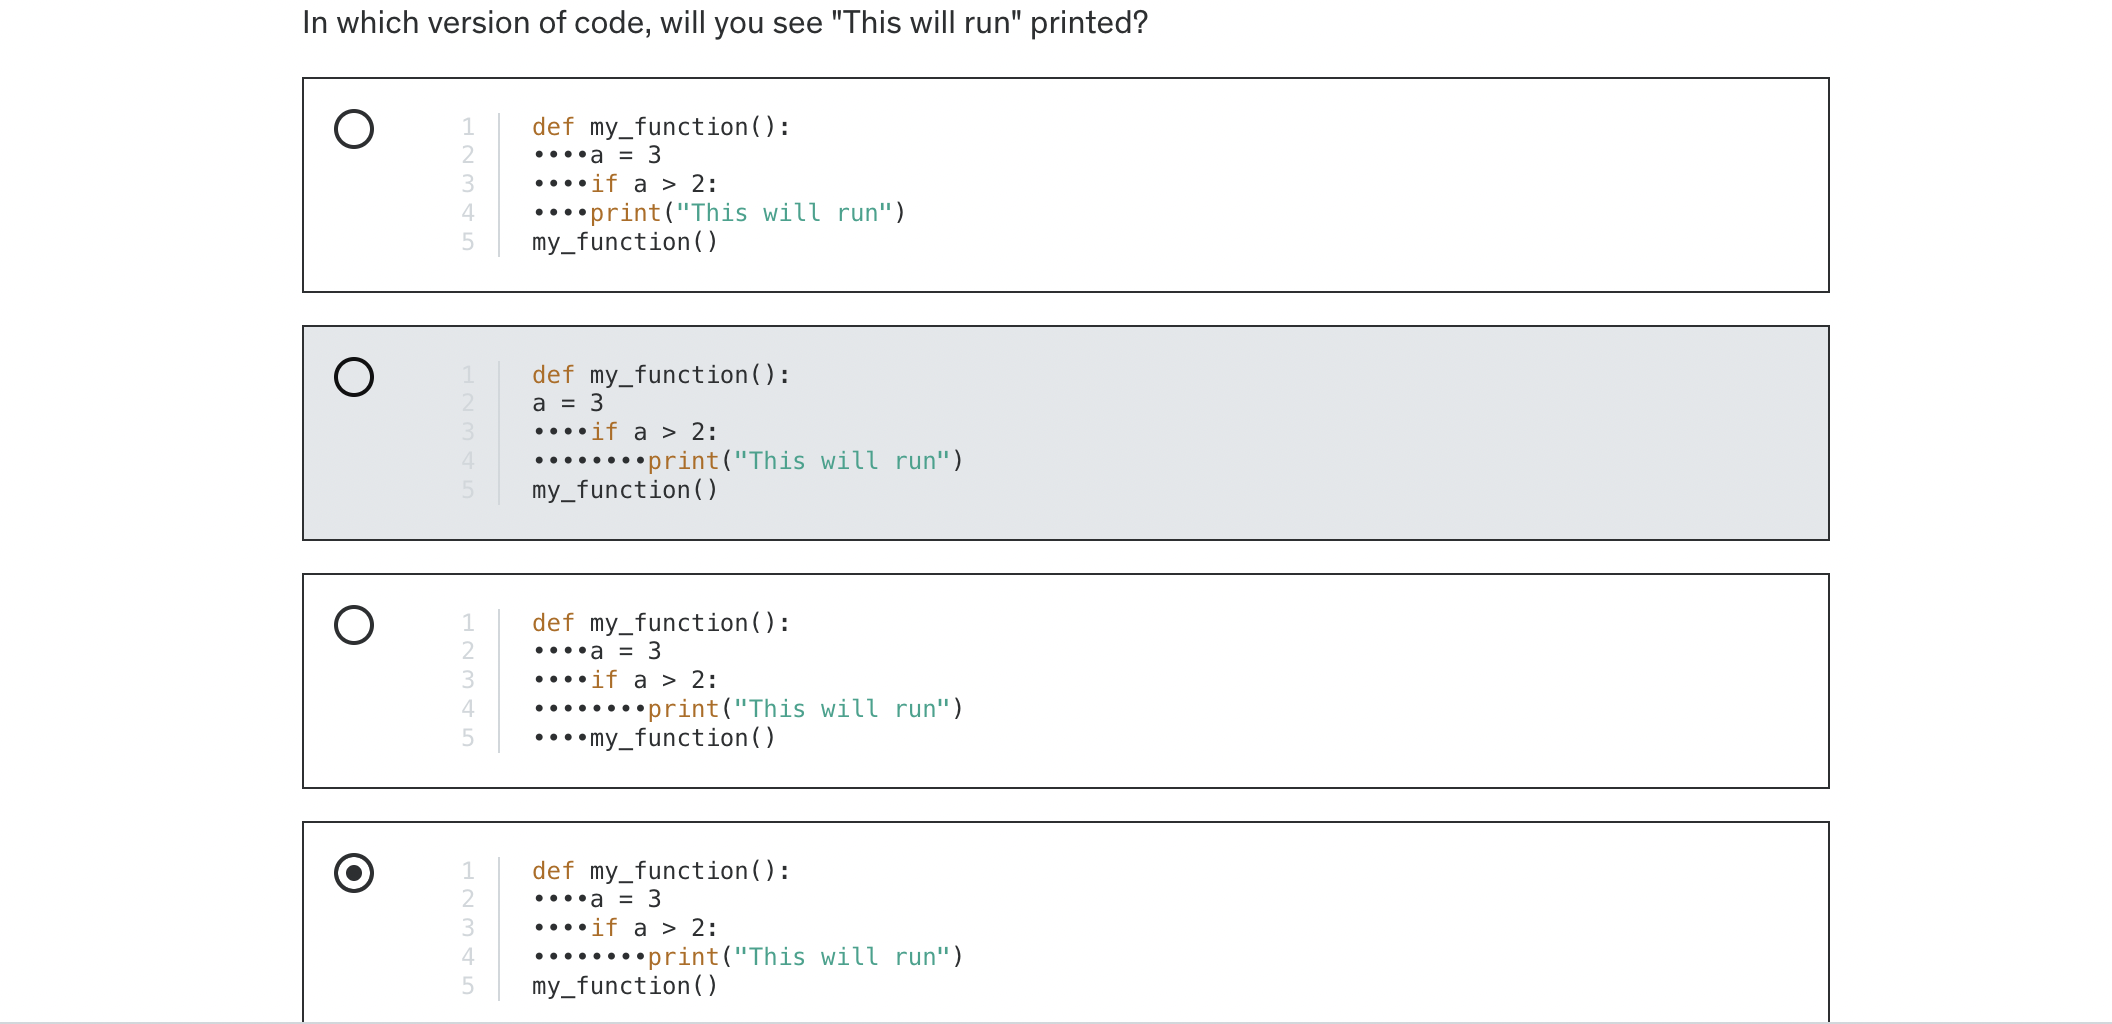 In which version of code, will you see "This will run" printed?
1 def my_function():
2 ••••a = 3
3 ••••if a > 2:
4 ••••print("This will run")
5 my_function()
1 def my_function():
2 a = 3
3 ••••if a > 2:
4 ••••••••print("This will run")
5 my_function()
1 def my_function():
2 ••••a = 3
3 ••••if a > 2:
4 ••••••••print("This will run")
5 ••••my_function()
1 def my_function():
2 ••••a = 3
3 ••••if a > 2:
4 ••••••••print("This will run")
5 my_function()